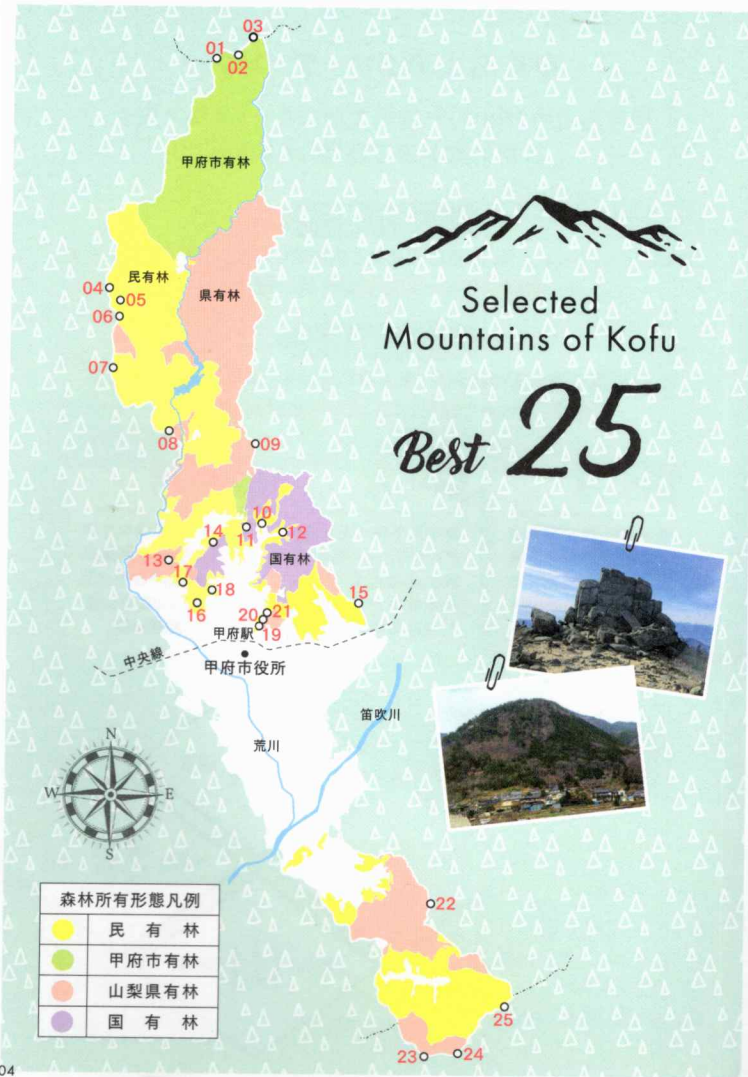 03
01
02
甲府市有林
民有林
県有林
04
05
06
07
08
09
Selected
Mountains of Kofu
Best 25
10
11
12
14
13
国有林
17
18
16
15
21
20
19
甲府駅
中央線
甲府市役所
笛吹川
荒川
N
W
E
S
森林所有形態凡例
民有林
甲府市有林
山梨県有林
国有林
22
25
23
24
04